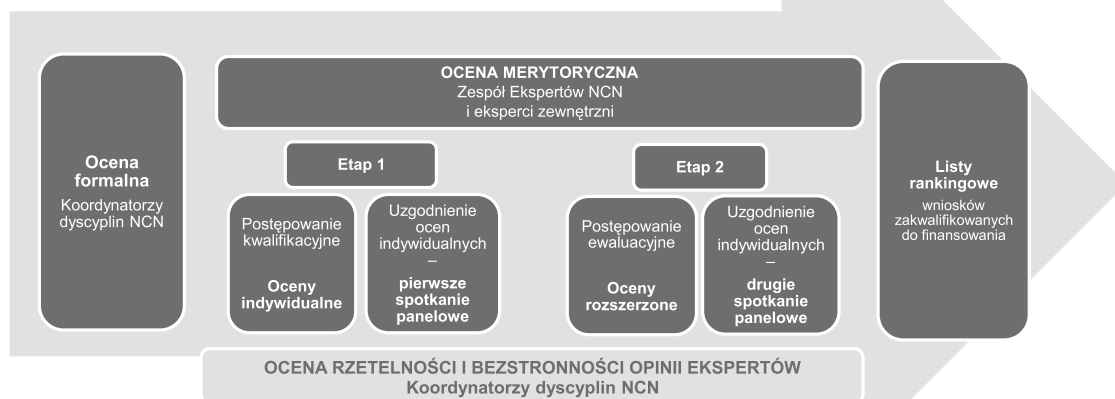 Ocena
formalna
Koordynatorzy
dyscyplin NCN
OCENA MERYTORYCZNA
Zespół Ekspertów NCN
i eksperci zewnętrzni
Etap 1
Postępowanie
kwalifikacyjne
Oceny
indywidualne
Uzgodnienie
ocen
indywidualnych
–
pierwsze
spotkanie
panelowe
Etap 2
Postępowanie
ewaluacyjne
Oceny
rozszerzone
Uzgodnienie
ocen
indywidualnych
–
drugie
spotkanie
panelowe
Listy
rankingowe
wniosków
zakwalifikowanych
do finansowania
OCENA RZETELNOŚCI I BEZSTRONNOŚCI OPINII EKSPERTÓW
Koordynatorzy dyscyplin NCN